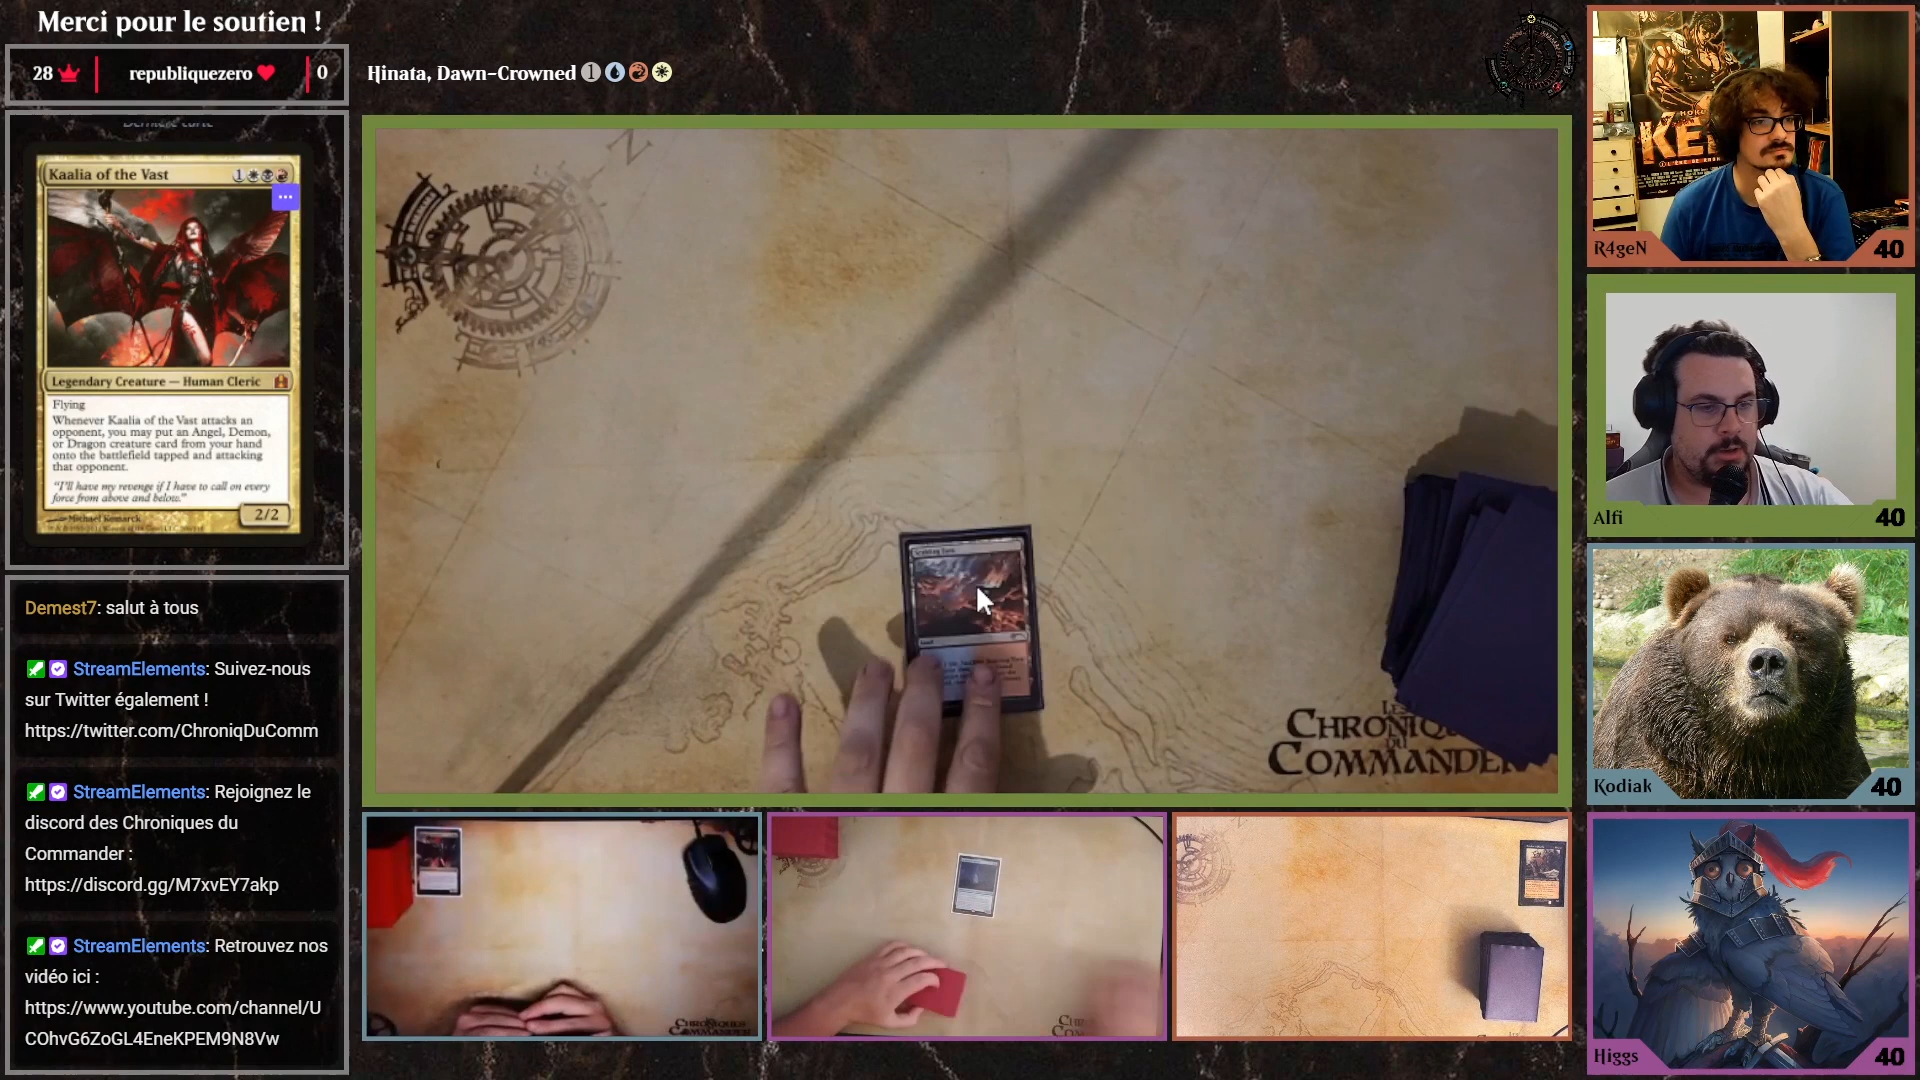 Merci pour le soutien !
28
republiquezero
0
Hinata, Dawn-Crowned 1
Kaalia of the Vast
1
Legendary Creature — Human Cleric
Flying
Whenever Kaalia of the Vast attacks an
opponent, you may put an Angel, Demon,
or Dragon creature card from your hand
onto the battlefield tapped and attacking
that opponent.
"I'll have my revenge if I have to call on every
force from above and below."
Michael Komarck
2/2
Demest7: salut à tous
StreamElements: Suivez-nous
sur Twitter également !
https://twitter.com/ChroniqDuComm
StreamElements: Rejoignez le
discord des Chroniques du
Commander :
https://discord.gg/M7xvEY7akp
StreamElements: Retrouvez nos
vidéo ici :
https://www.youtube.com/channel/U
COhvG6ZoGL4EneKPEM9N8Vw
Land
R4geN
40
Alfi
40
Kodiak
40
Higgs
40